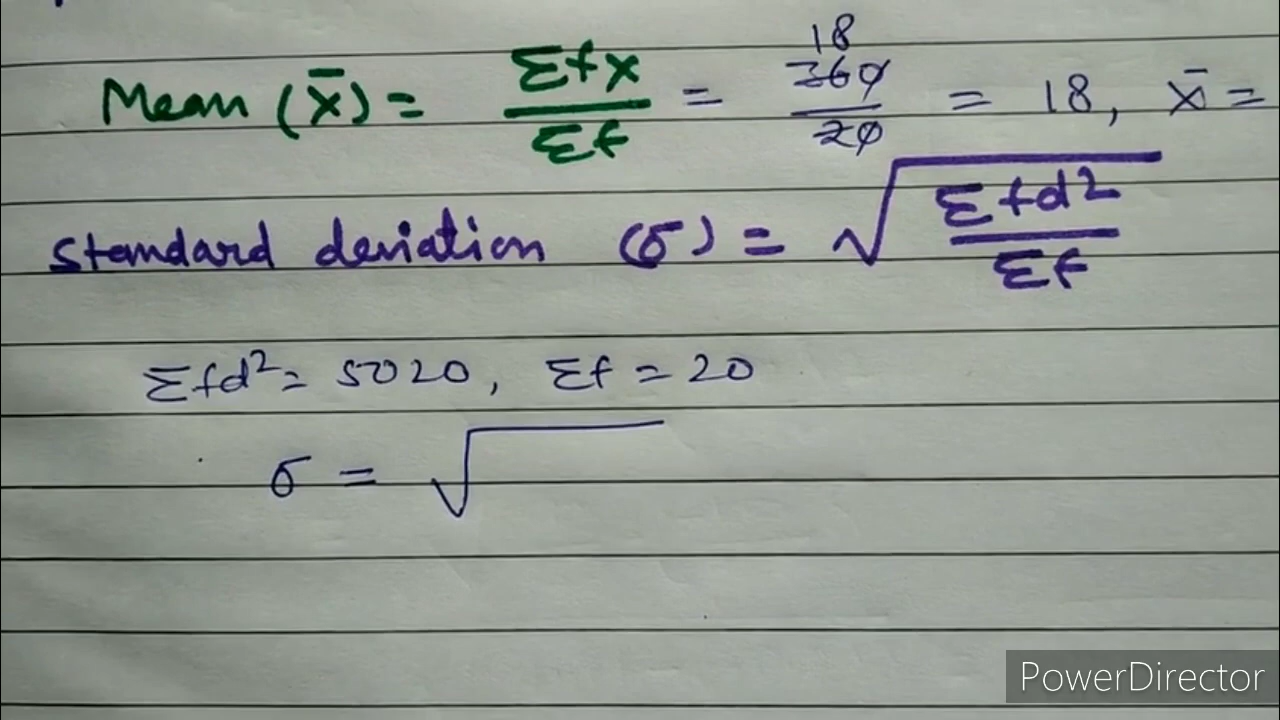 Mean (x̄) = Σfx / Σf = 18 360 / 20 = 18, x̄ =
standard deviation (σ) = √ Σfd² / Σf
Σfd² = 5020, Σf = 20
σ = √
PowerDirector